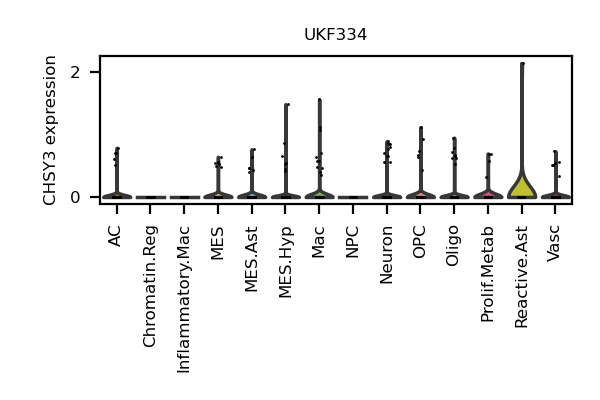 UKF334
CHSY3 expression
2
0
AC
Chromatin.Reg
Inflammatory.Mac
MES
MES.Ast
MES.Hyp
Mac
NPC
Neuron
OPC
Oligo
Prolif.Metab
Reactive.Ast
Vasc